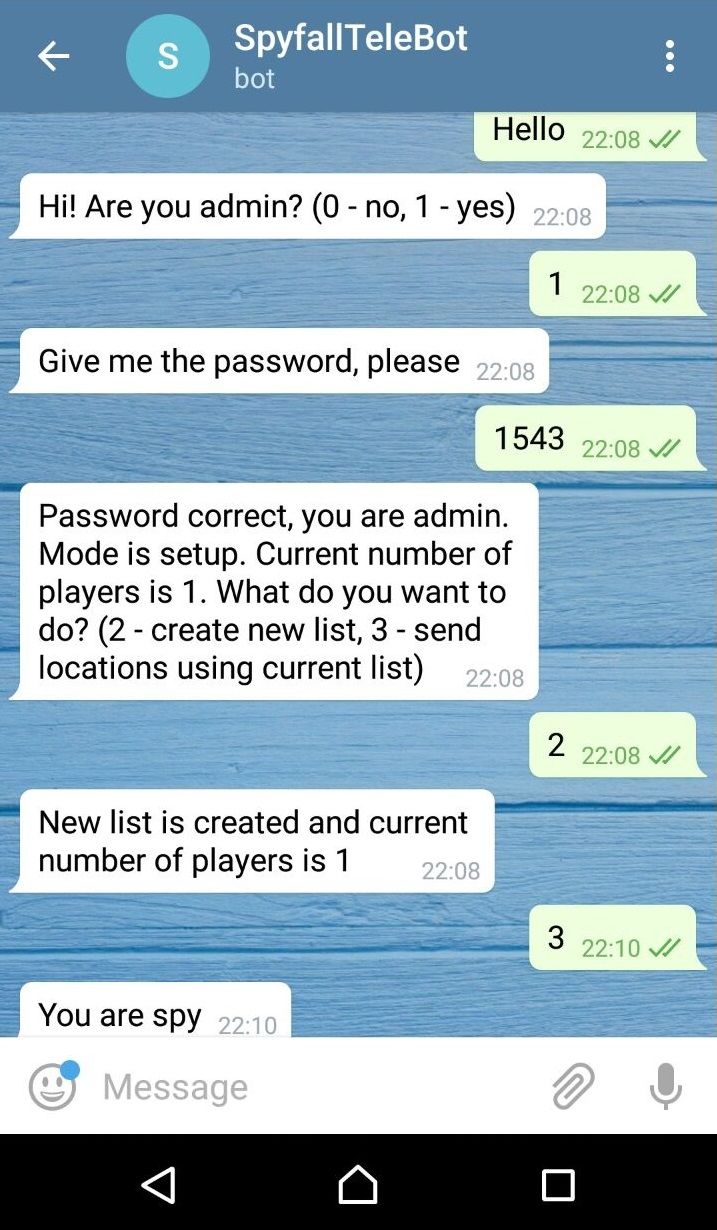 S
SpyfallTeleBot
bot
Hello 22:08
Hi! Are you admin? (0 - no, 1 - yes) 22:08
1 22:08
Give me the password, please 22:08
1543 22:08
Password correct, you are admin.
Mode is setup. Current number of
players is 1. What do you want to
do? (2 - create new list, 3 - send
locations using current list) 22:08
2 22:08
New list is created and current
number of players is 1 22:08
3 22:10
You are spy 22:10
Message